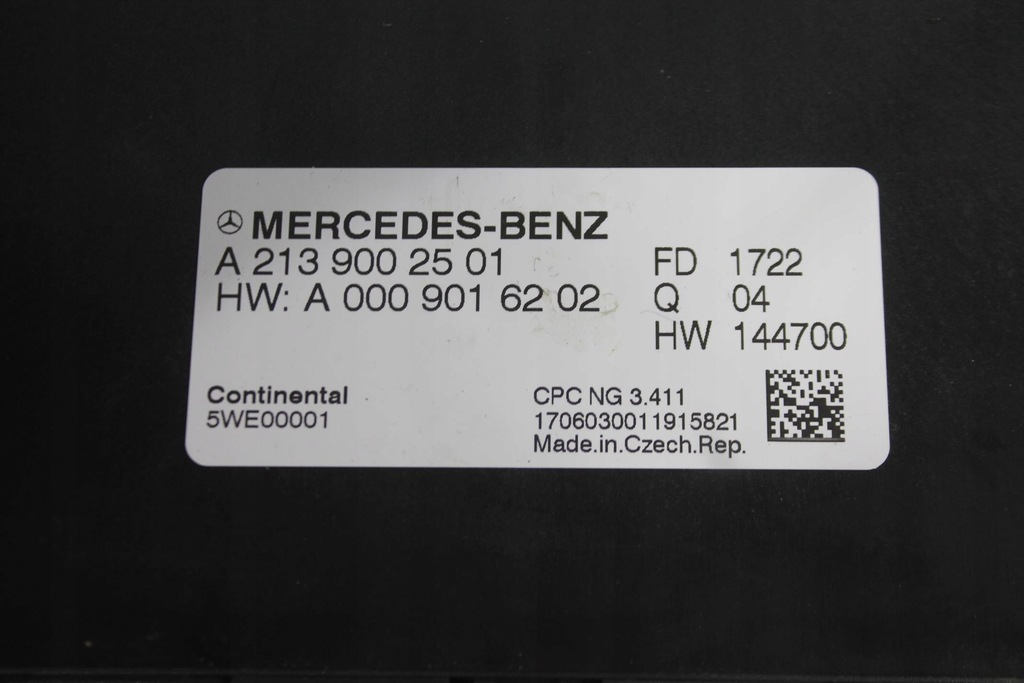 MERCEDES-BENZ
A 213 900 25 01
HW: A 000 901 62 02
FD 1722
Q 04
HW 144700
Continental
5WE00001
CPC NG 3.411
1706030011915821
Made.in.Czech.Rep.